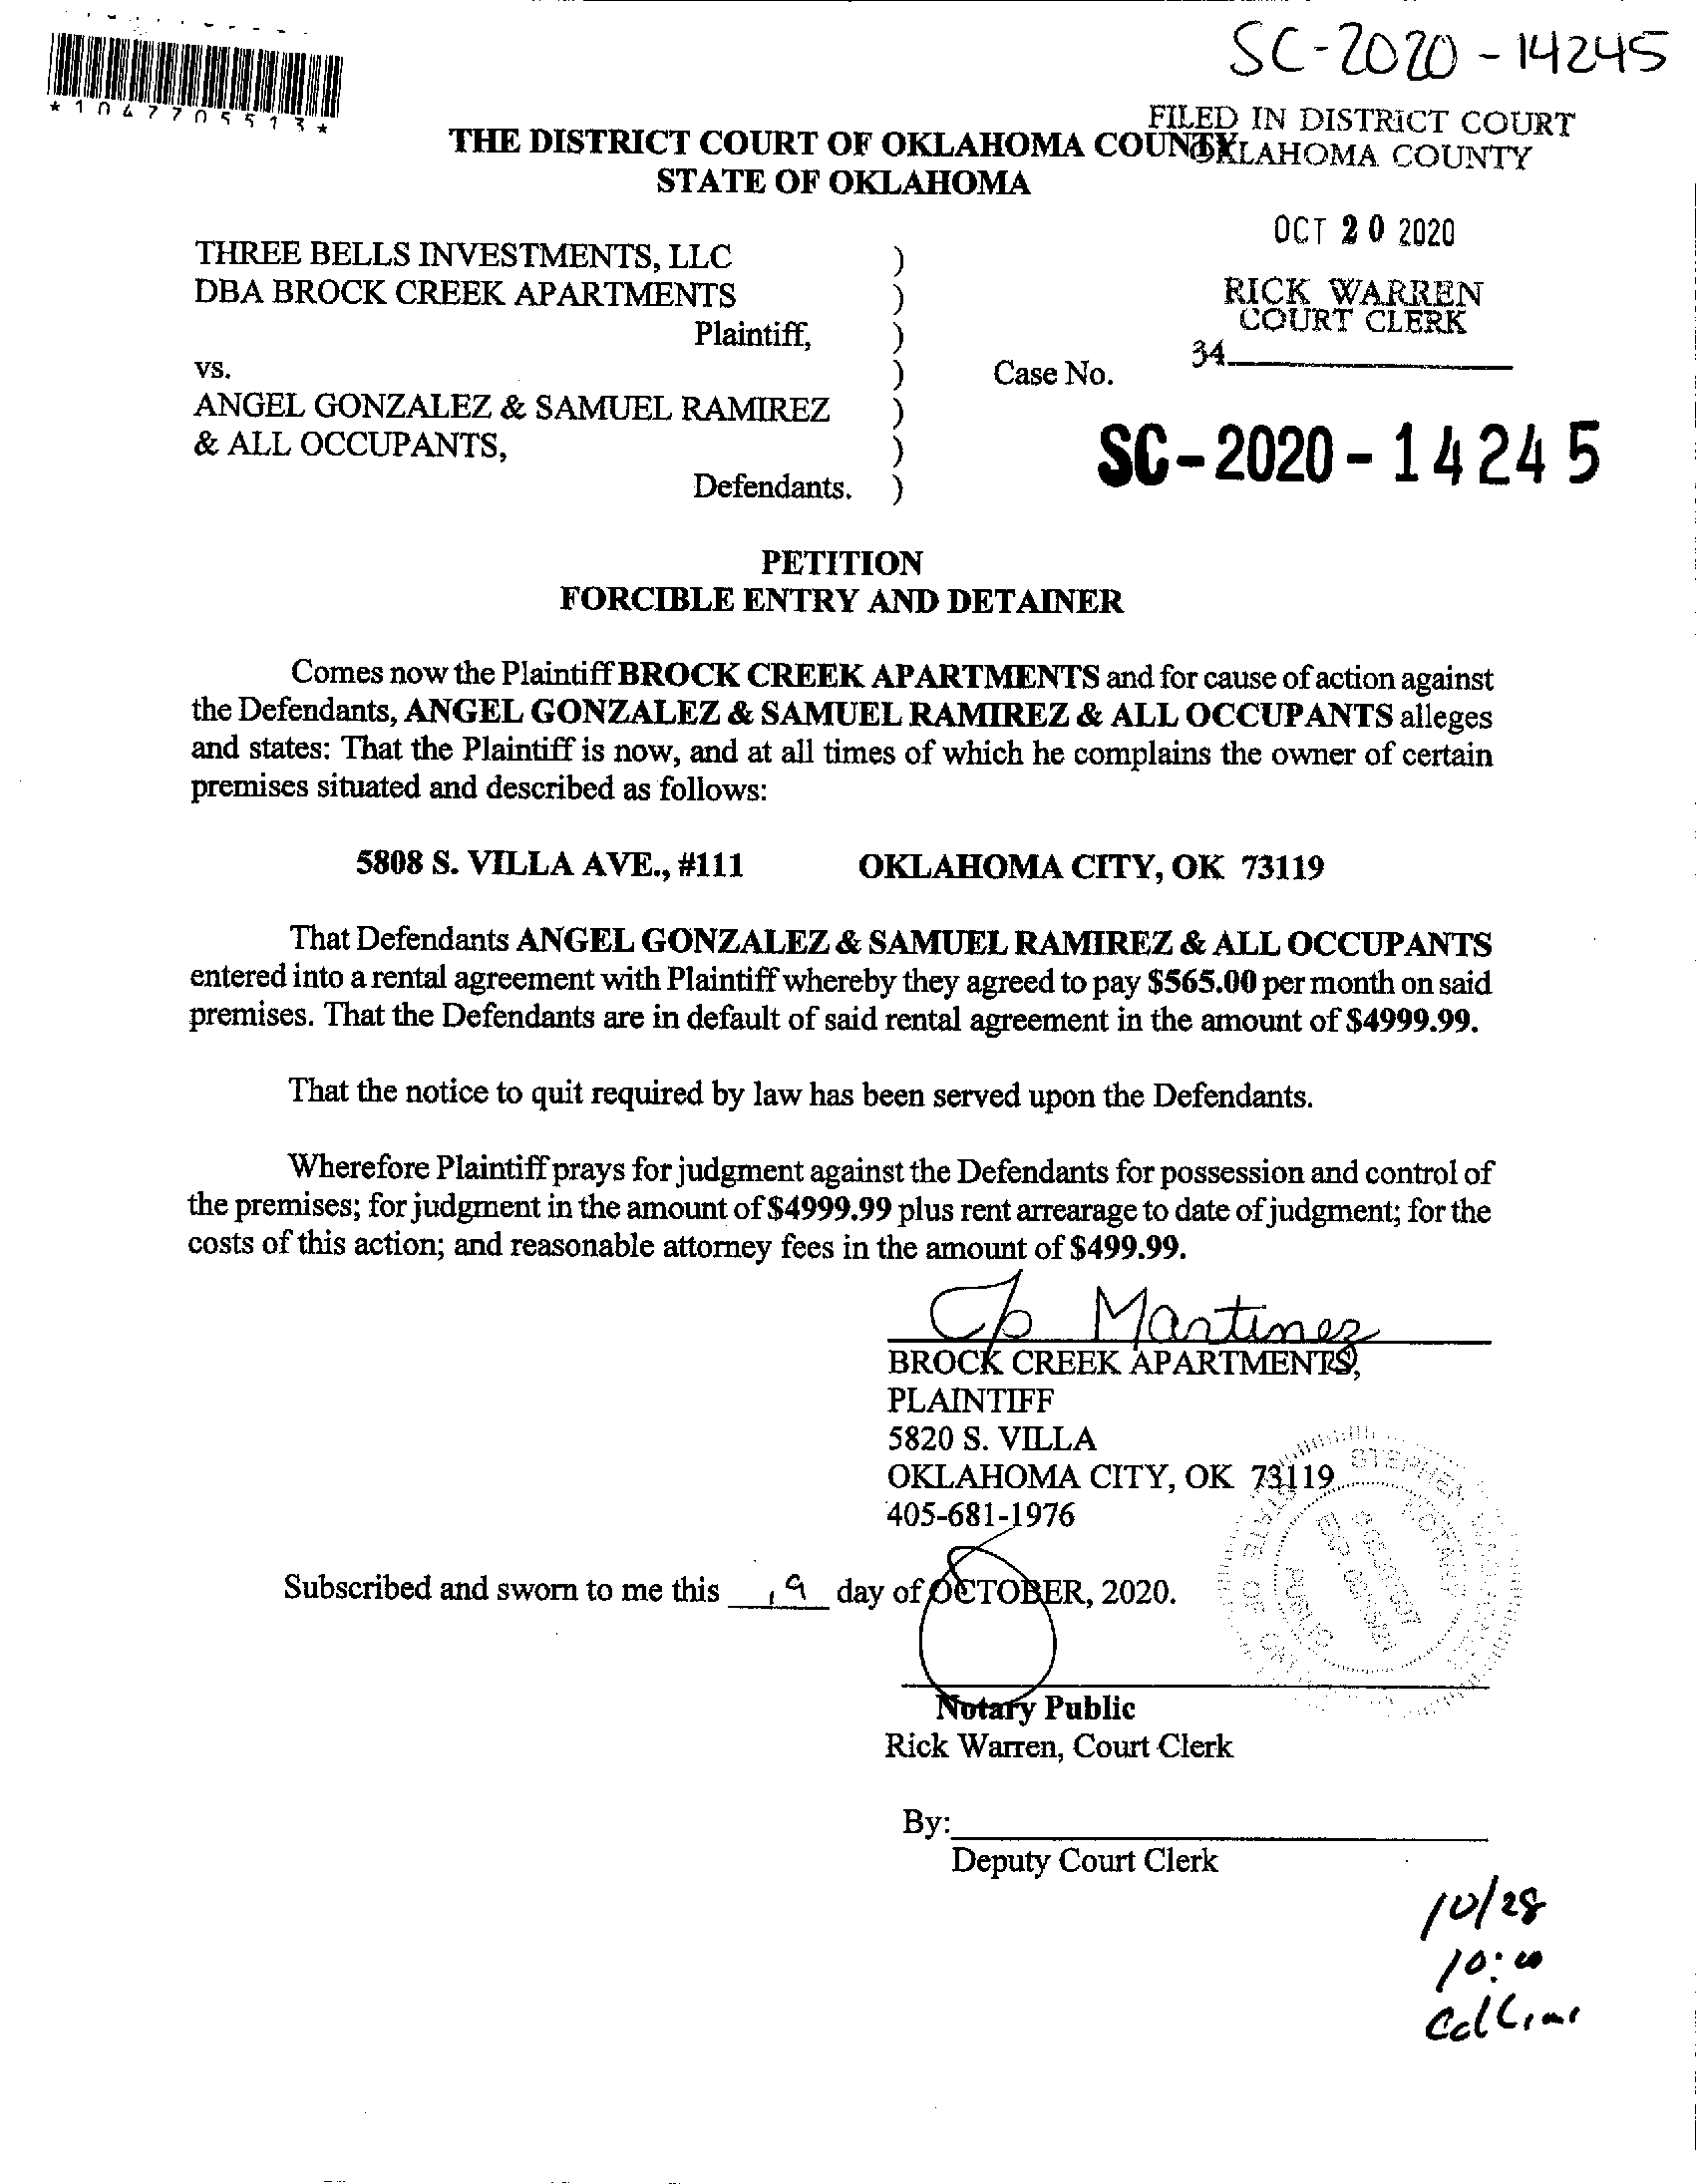 SC-2020-14245
*1047705513*
FILED IN DISTRICT COURT
OKLAHOMA COUNTY
THE DISTRICT COURT OF OKLAHOMA COUNTY
STATE OF OKLAHOMA
OCT 20 2020
RICK WARREN
COURT CLERK
34
THREE BELLS INVESTMENTS, LLC )
DBA BROCK CREEK APARTMENTS )
Plaintiff, )
vs. ) Case No.
ANGEL GONZALEZ & SAMUEL RAMIREZ )
& ALL OCCUPANTS, )
Defendants. )
SC-2020-14245
PETITION
FORCIBLE ENTRY AND DETAINER
Comes now the Plaintiff BROCK CREEK APARTMENTS and for cause of action against
the Defendants, ANGEL GONZALEZ & SAMUEL RAMIREZ & ALL OCCUPANTS alleges
and states: That the Plaintiff is now, and at all times of which he complains the owner of certain
premises situated and described as follows:
5808 S. VILLA AVE., #111 OKLAHOMA CITY, OK 73119
That Defendants ANGEL GONZALEZ & SAMUEL RAMIREZ & ALL OCCUPANTS
entered into a rental agreement with Plaintiff whereby they agreed to pay $565.00 per month on said
premises. That the Defendants are in default of said rental agreement in the amount of $4999.99.
That the notice to quit required by law has been served upon the Defendants.
Wherefore Plaintiff prays for judgment against the Defendants for possession and control of
the premises; for judgment in the amount of $4999.99 plus rent arrearage to date of judgment; for the
costs of this action; and reasonable attorney fees in the amount of $499.99.
Martinez
BROCK CREEK APARTMENTS,
PLAINTIFF
5820 S. VILLA
OKLAHOMA CITY, OK 73119
405-681-1976
STEPHEN
NOTARY
PUBLIC
STATE OF
Subscribed and sworn to me this 19 day of OCTOBER, 2020.
Notary Public
Rick Warren, Court Clerk
By:
Deputy Court Clerk
10/28
10:00
Collins